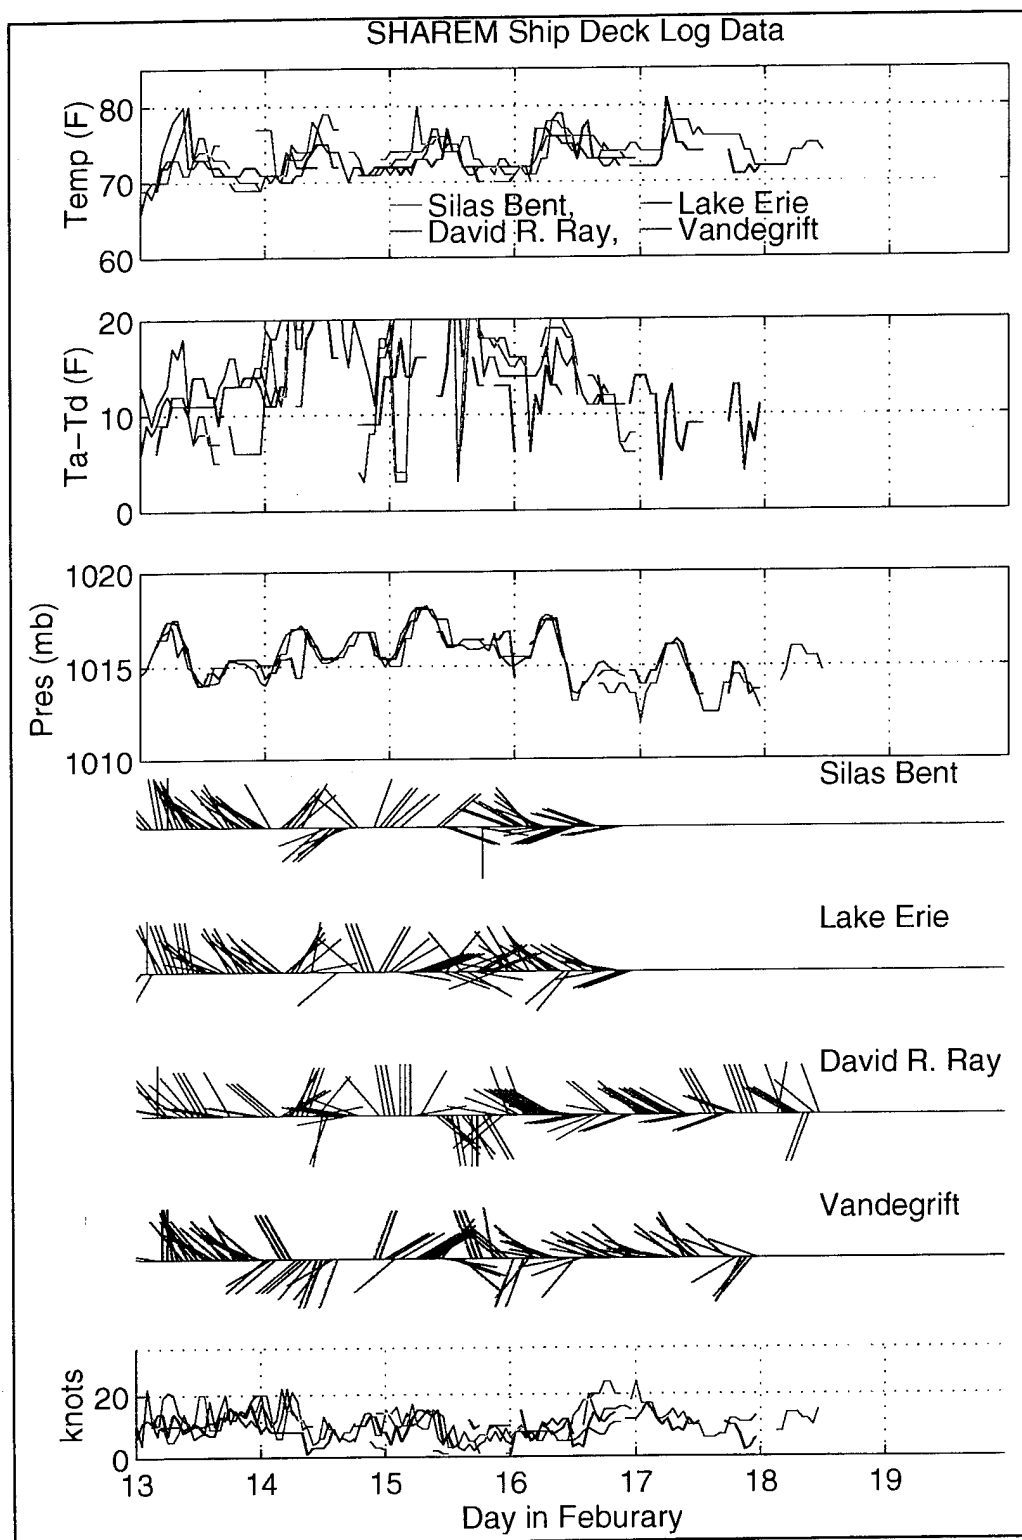 SHAREM Ship Deck Log Data
Temp (F)
80
70
60
Silas Bent,
Lake Erie
David R. Ray,
Vandegrift
Ta-Td (F)
20
10
0
Pres (mb)
1020
1015
1010
Silas Bent
Lake Erie
David R. Ray
Vandegrift
knots
20
0
13 14 15 16 17 18 19
Day in Feburary